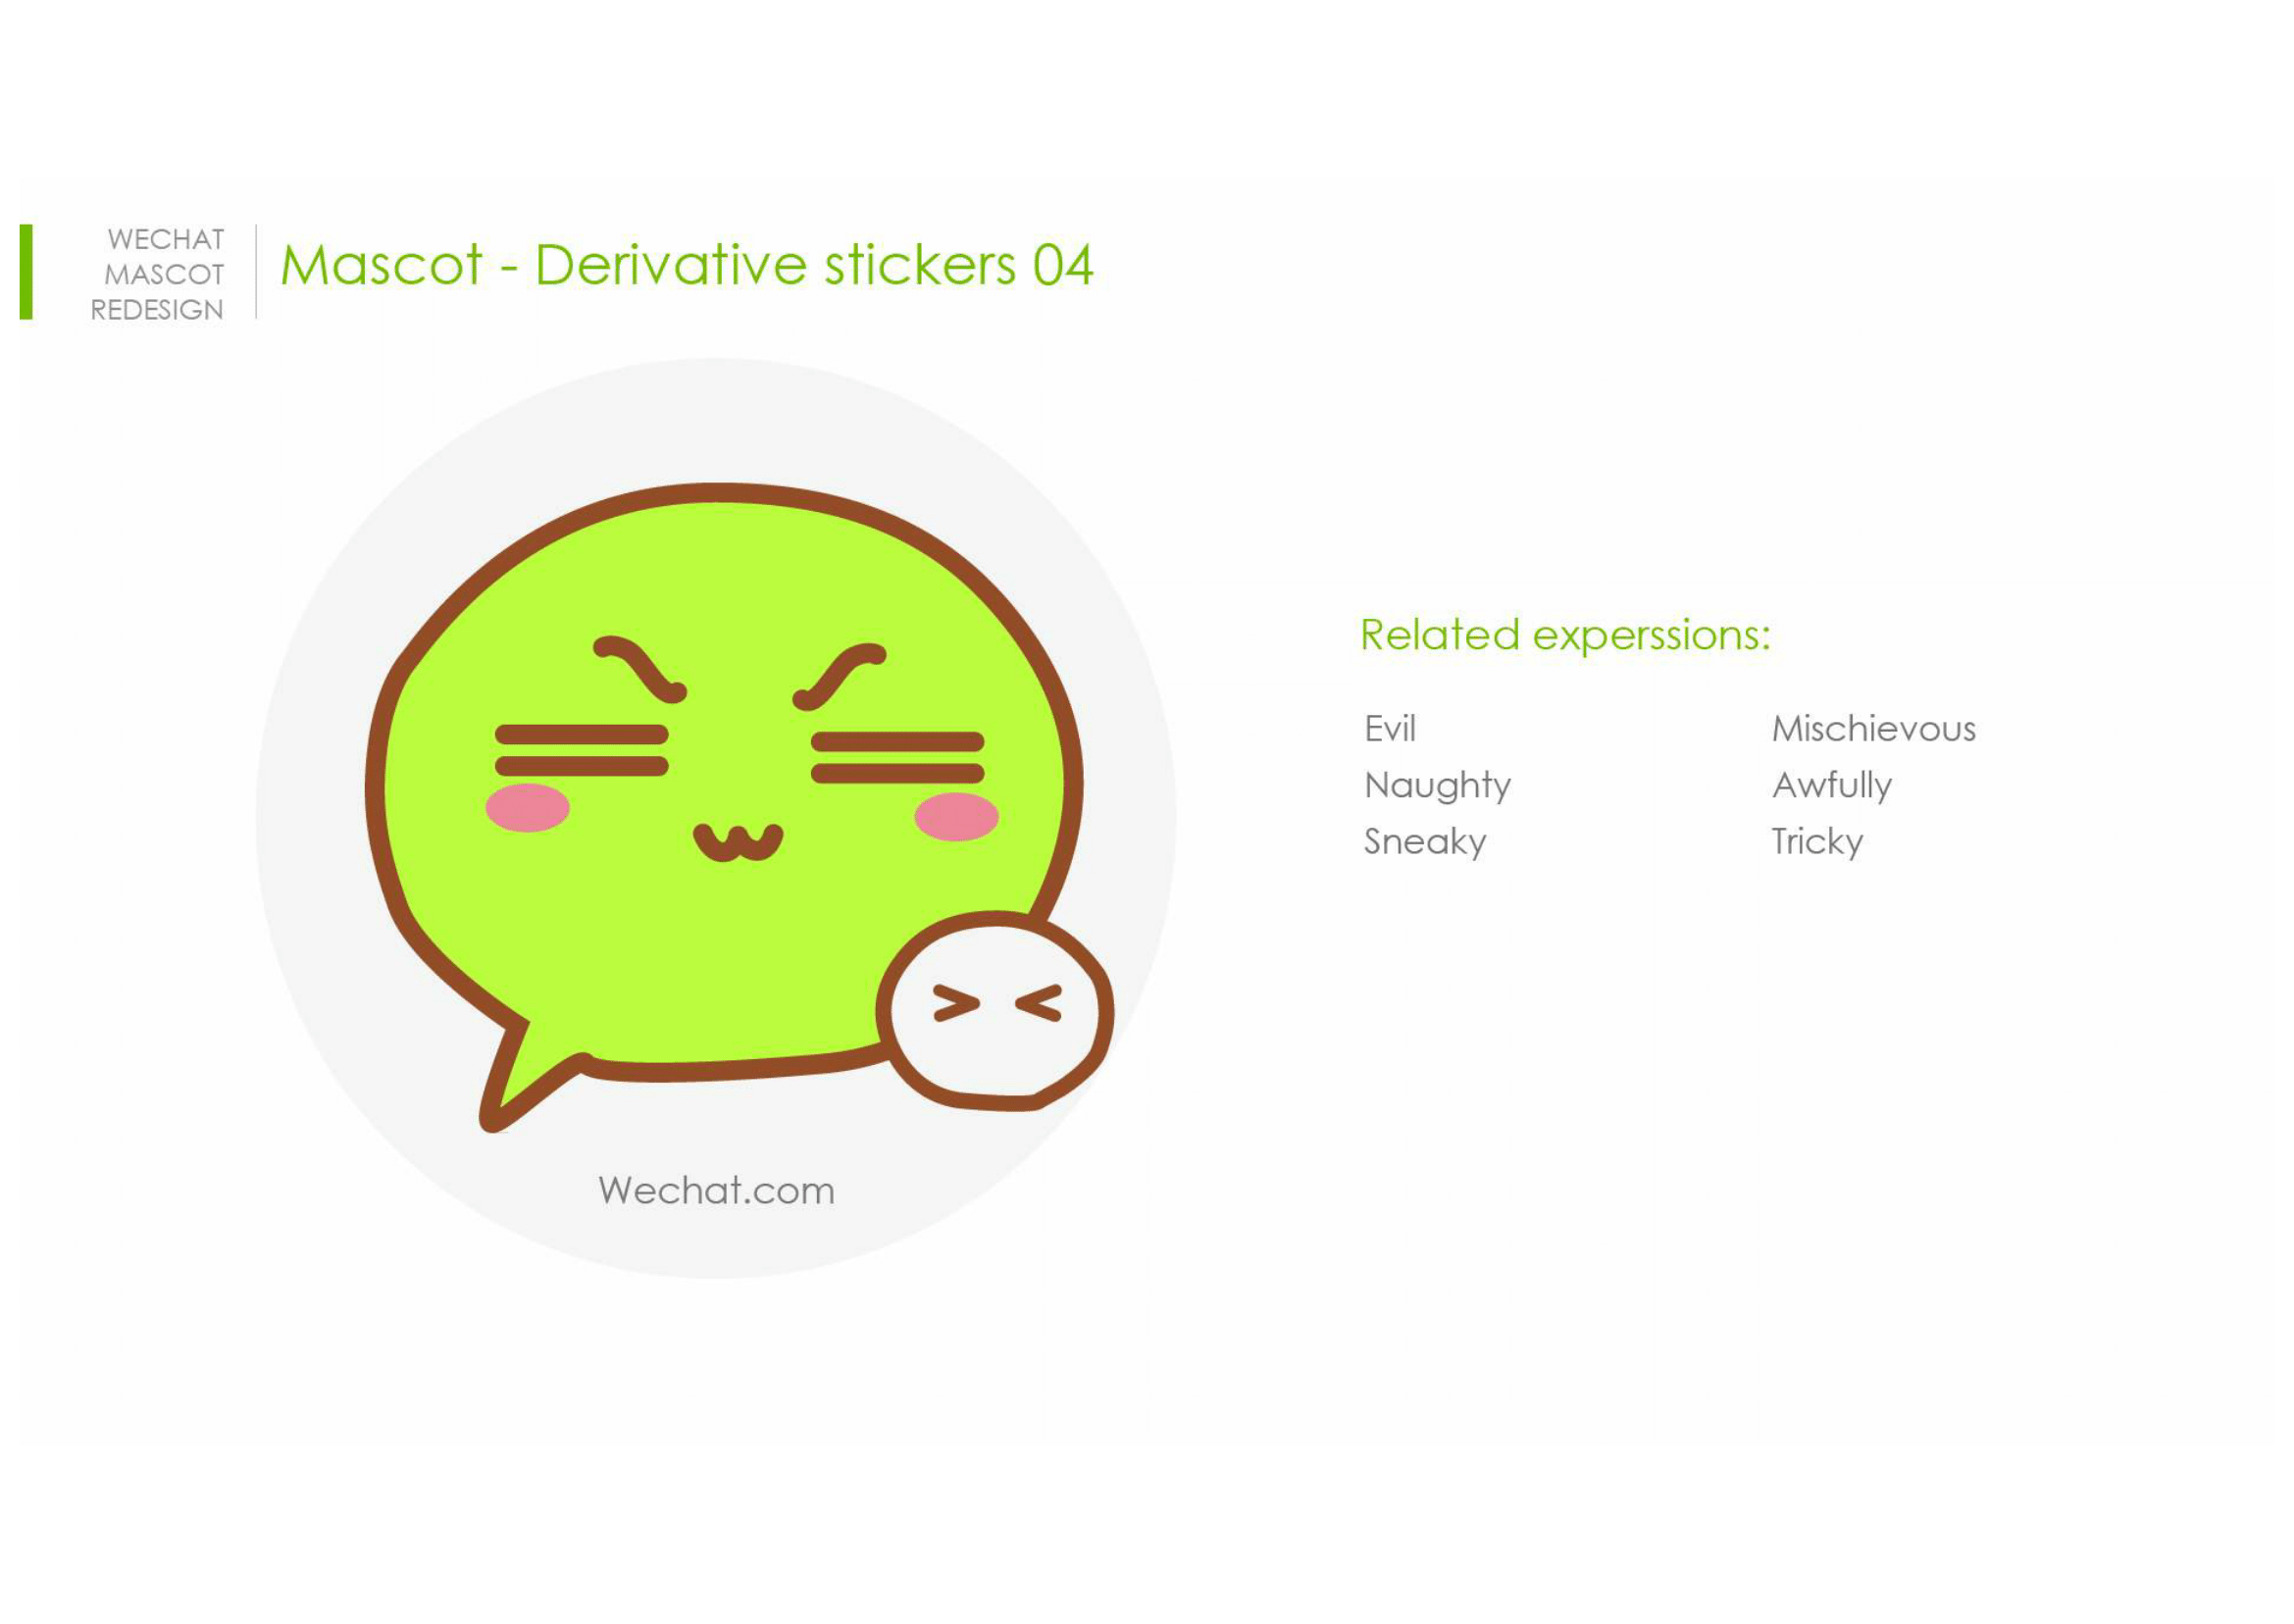 WECHAT
MASCOT
REDESIGN
Mascot - Derivative stickers 04
Related experssions:
Evil
Mischievous
Naughty
Awfully
Sneaky
Tricky
Wechat.com